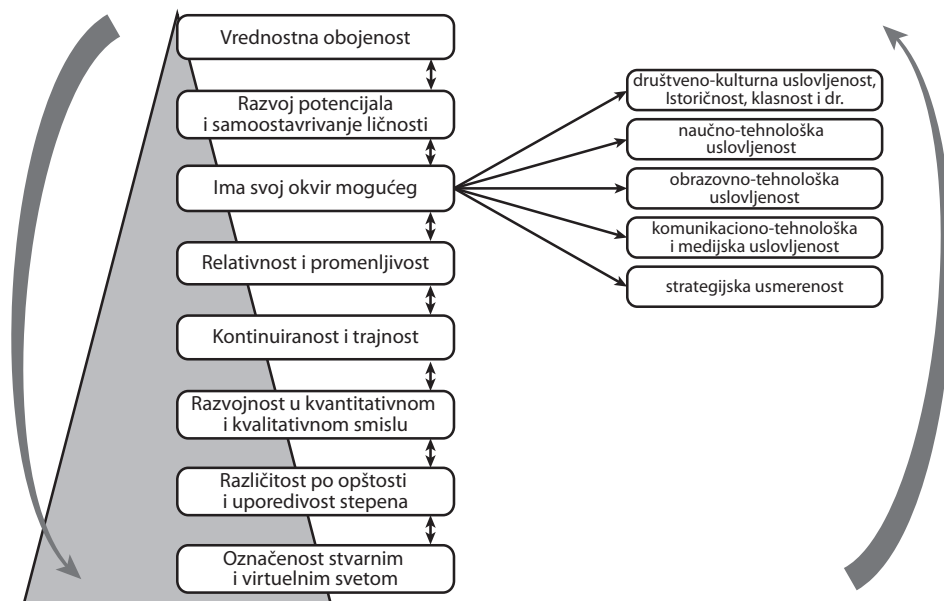 Vrednostna obojenost
Razvoj potencijala
i samoostavrivanje ličnosti
Ima svoj okvir mogućeg
Relativnost i promenljivost
Kontinuiranost i trajnost
Razvojnost u kvantitativnom
i kvalitativnom smislu
Različitost po opštosti
i uporedivost stepena
Označenost stvarnim
i virtuelnim svetom
društveno-kulturna uslovljenost,
Istoričnost, klasnost i dr.
naučno-tehnološka
uslovljenost
obrazovno-tehnološka
uslovljenost
komunikaciono-tehnološka
i medijska uslovljenost
strategijska usmerenost